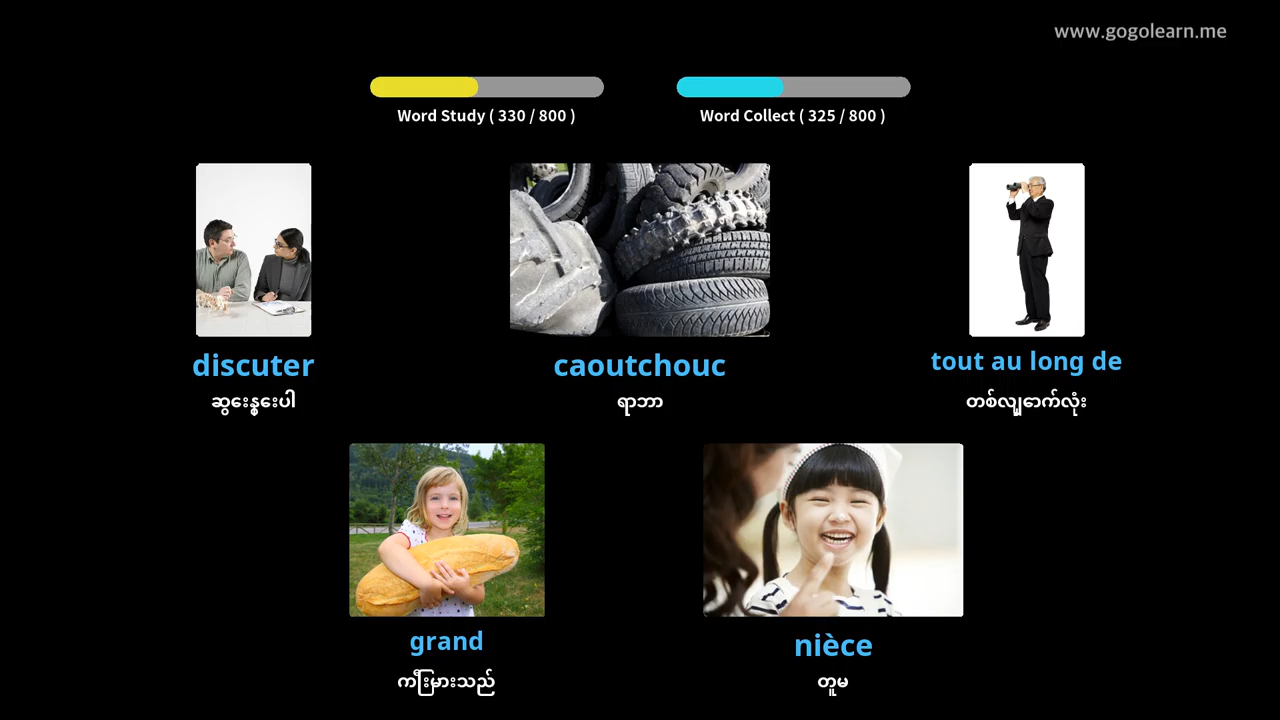 www.gogolearn.me
Word Study ( 330 / 800 )
Word Collect ( 325 / 800 )
discuter
ဆွေးနွေးပါ
caoutchouc
ရာဘာ
tout au long de
တစ်လျှောက်လုံး
grand
ကြီးမားသည်
nièce
တူမ